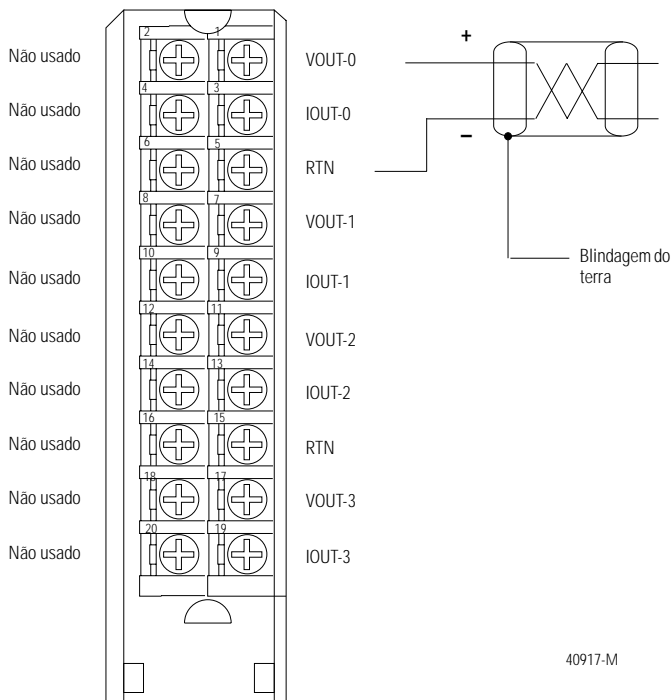 2 1
Não usado VOUT-0 +
4 3
Não usado IOUT-0
6 5 −
Não usado RTN
8 7
Não usado VOUT-1
10 9
Não usado IOUT-1
Blindagem do
terra
12 11
Não usado VOUT-2
14 13
Não usado IOUT-2
16 15
Não usado RTN
18 17
Não usado VOUT-3
20 19
Não usado IOUT-3
40917-M